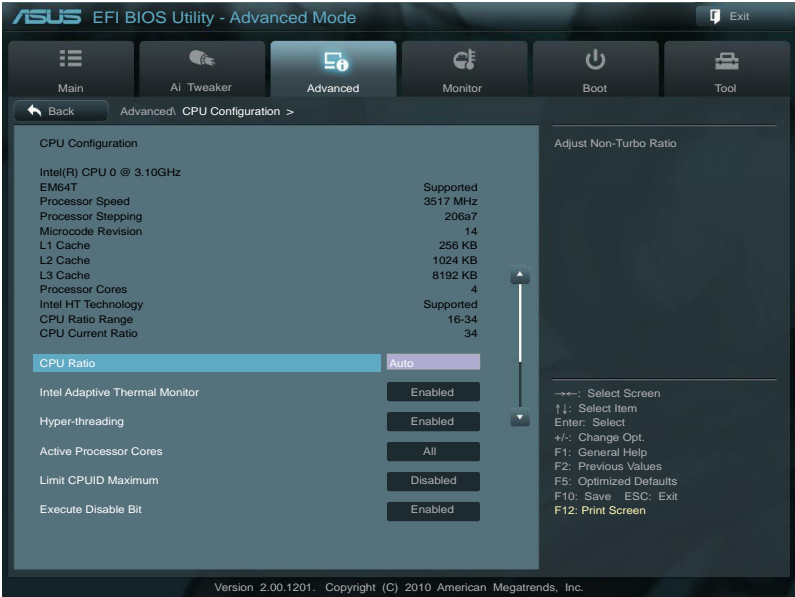 ASUS EFI BIOS Utility - Advanced Mode
Exit
Main
Ai Tweaker
Advanced
Monitor
Boot
Tool
Back
Advanced\ CPU Configuration >
CPU Configuration
Intel(R) CPU 0 @ 3.10GHz
EM64T Supported
Processor Speed 3517 MHz
Processor Stepping 206a7
Microcode Revision 14
L1 Cache 256 KB
L2 Cache 1024 KB
L3 Cache 8192 KB
Processor Cores 4
Intel HT Technology Supported
CPU Ratio Range 16-34
CPU Current Ratio 34
CPU Ratio Auto
Intel Adaptive Thermal Monitor Enabled
Hyper-threading Enabled
Active Processor Cores All
Limit CPUID Maximum Disabled
Execute Disable Bit Enabled
Adjust Non-Turbo Ratio
→←: Select Screen
↑↓: Select Item
Enter: Select
+/-: Change Opt.
F1: General Help
F2: Previous Values
F5: Optimized Defaults
F10: Save ESC: Exit
F12: Print Screen
Version 2.00.1201. Copyright (C) 2010 American Megatrends, Inc.